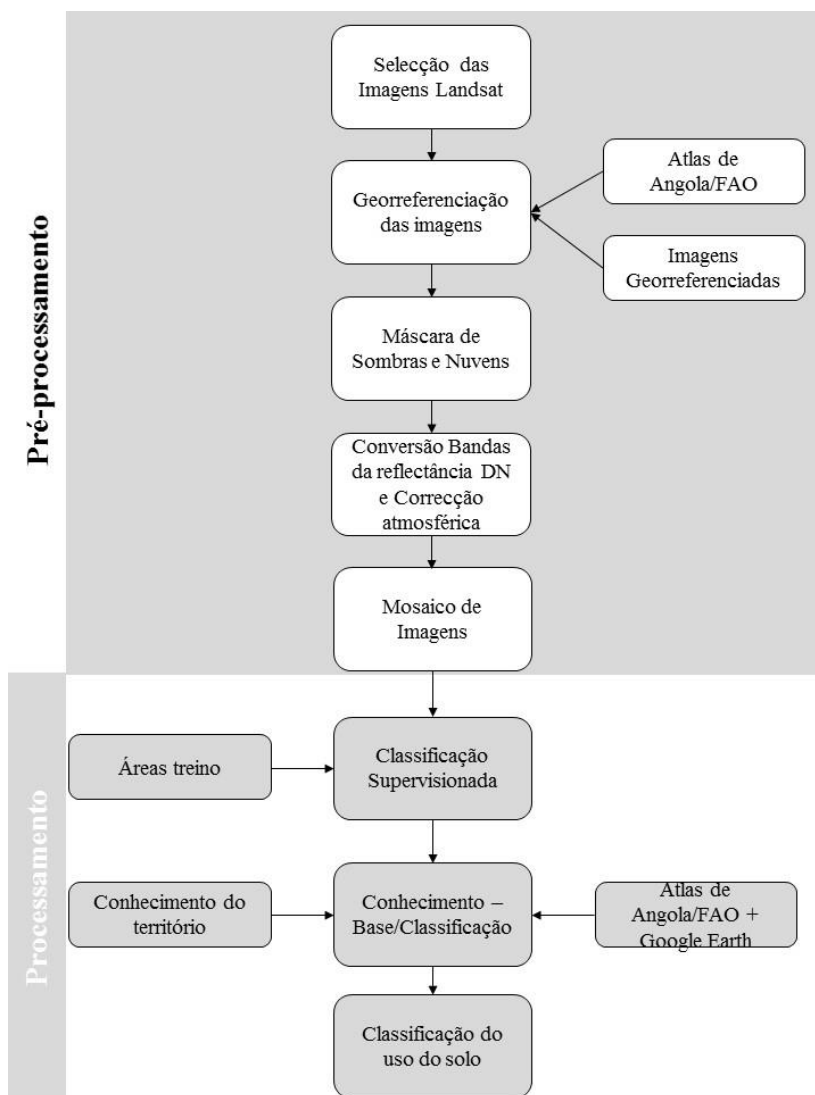 Pré-processamento
Selecção das
Imagens Landsat
Georreferenciação
das imagens
Atlas de
Angola/FAO
Imagens
Georreferenciadas
Máscara de
Sombras e Nuvens
Conversão Bandas
da reflectância DN
e Correcção
atmosférica
Mosaico de
Imagens
Processamento
Áreas treino
Classificação
Supervisionada
Conhecimento do
território
Conhecimento –
Base/Classificação
Atlas de
Angola/FAO +
Google Earth
Classificação do
uso do solo